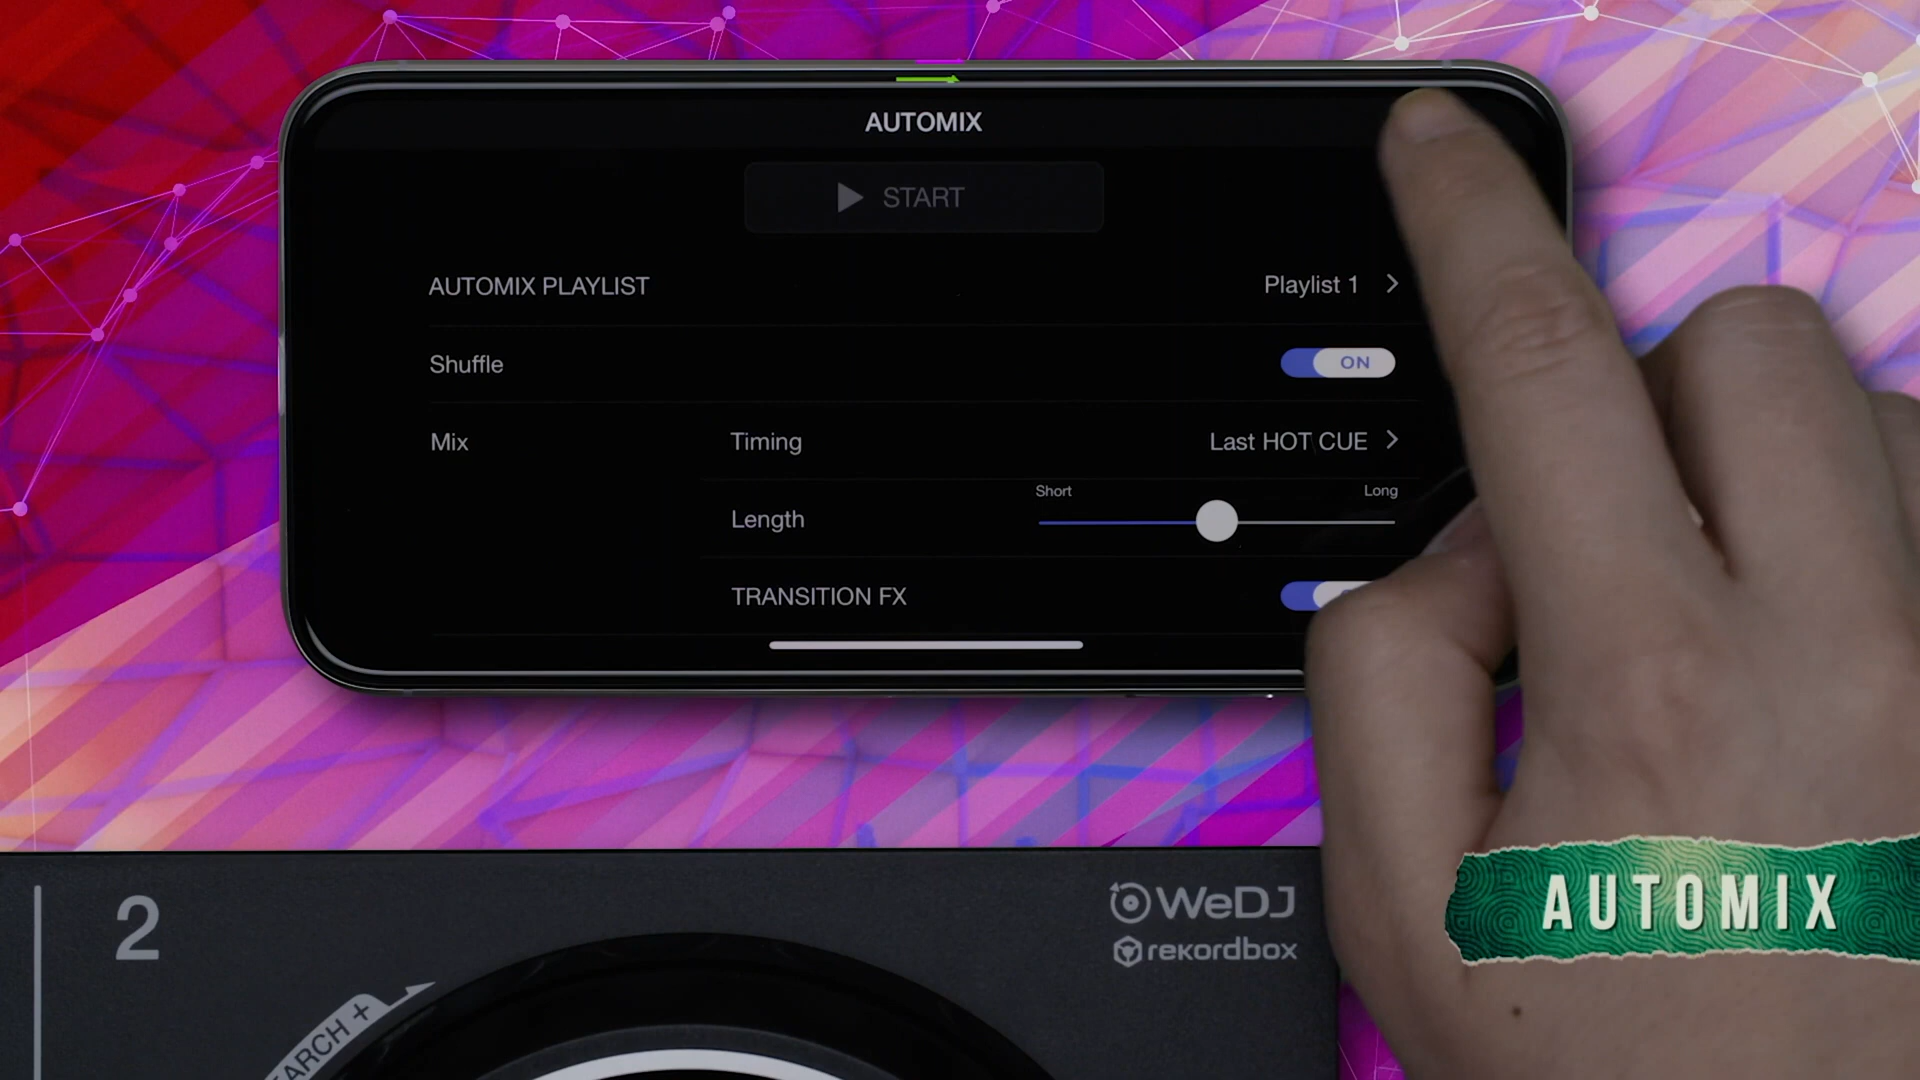 AUTOMIX
START
AUTOMIX PLAYLIST
Playlist 1
Shuffle
ON
Mix
Timing
Last HOT CUE
Short
Long
Length
TRANSITION FX
2
WeDJ
rekordbox
AUTOMIX